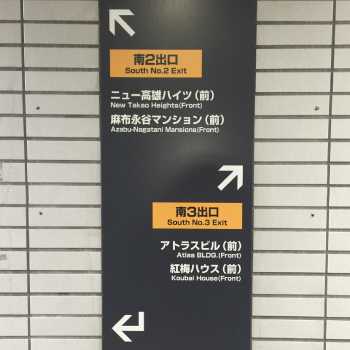 南2出口
South No.2 Exit
ニュー高雄ハイツ(前)
New Takao Heights(Front)
麻布永谷マンション(前)
Azabu-Nagatani Mansions(Front)
南3出口
South No.3 Exit
アトラスビル(前)
Atlas BLDG.(Front)
紅梅ハウス(前)
Koubai House(Front)